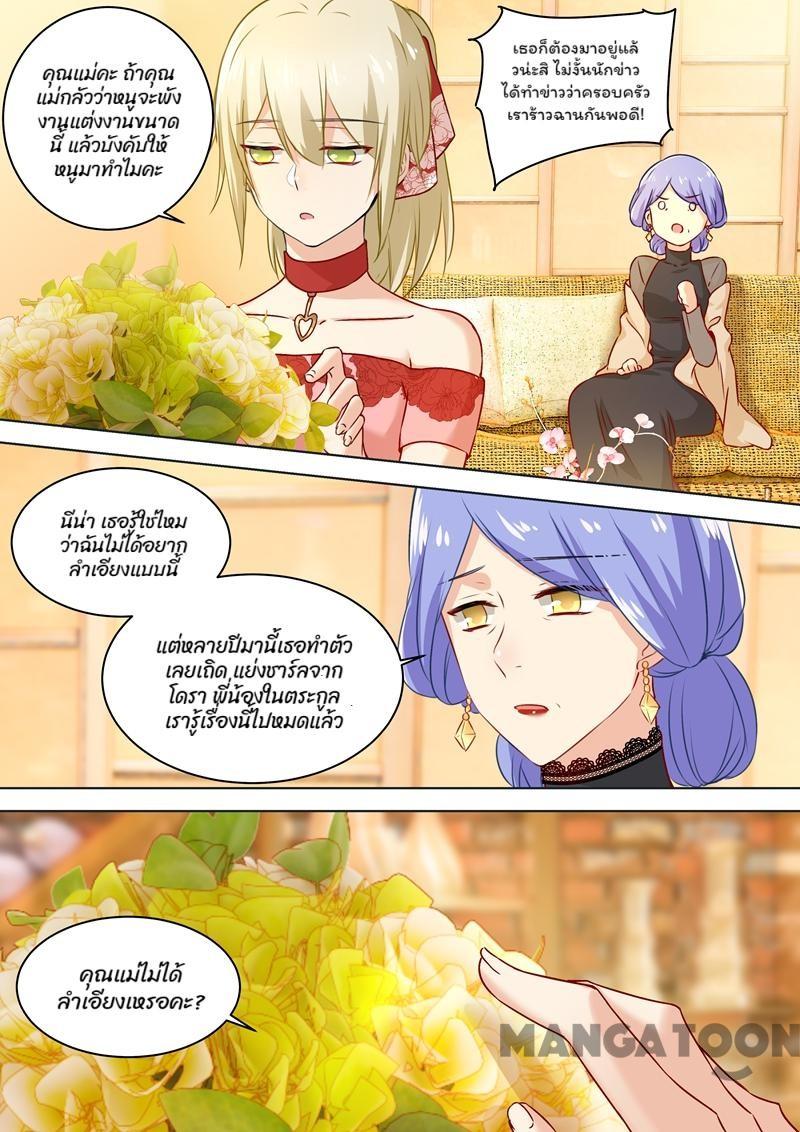 คุณแม่คะ ถ้าคุณ
แม่กลัวว่าหนูจะพัง
งานแต่งงานขนาด
นี้ แล้วบังคับให้
หนูมาทำไมคะ
เธอก็ต้องมาอยู่แล้
วน่ะสิ ไม่งั้นนักข่าว
ได้ทำข่าวว่าครอบครัว
เราร้าวฉานกันพอดี!
นีน่า เธอรู้ใช่ไหม
ว่าฉันไม่ได้อยาก
ลำเอียงแบบนี้
แต่หลายปีมานี้เธอทำตัว
เลยเถิด แย่งชาร์ลจาก
โดรา พี่น้องในตระกูล
เรารู้เรื่องนี้ไปหมดแล้ว
คุณแม่ไม่ได้
ลำเอียงเหรอคะ?
MANGATOON